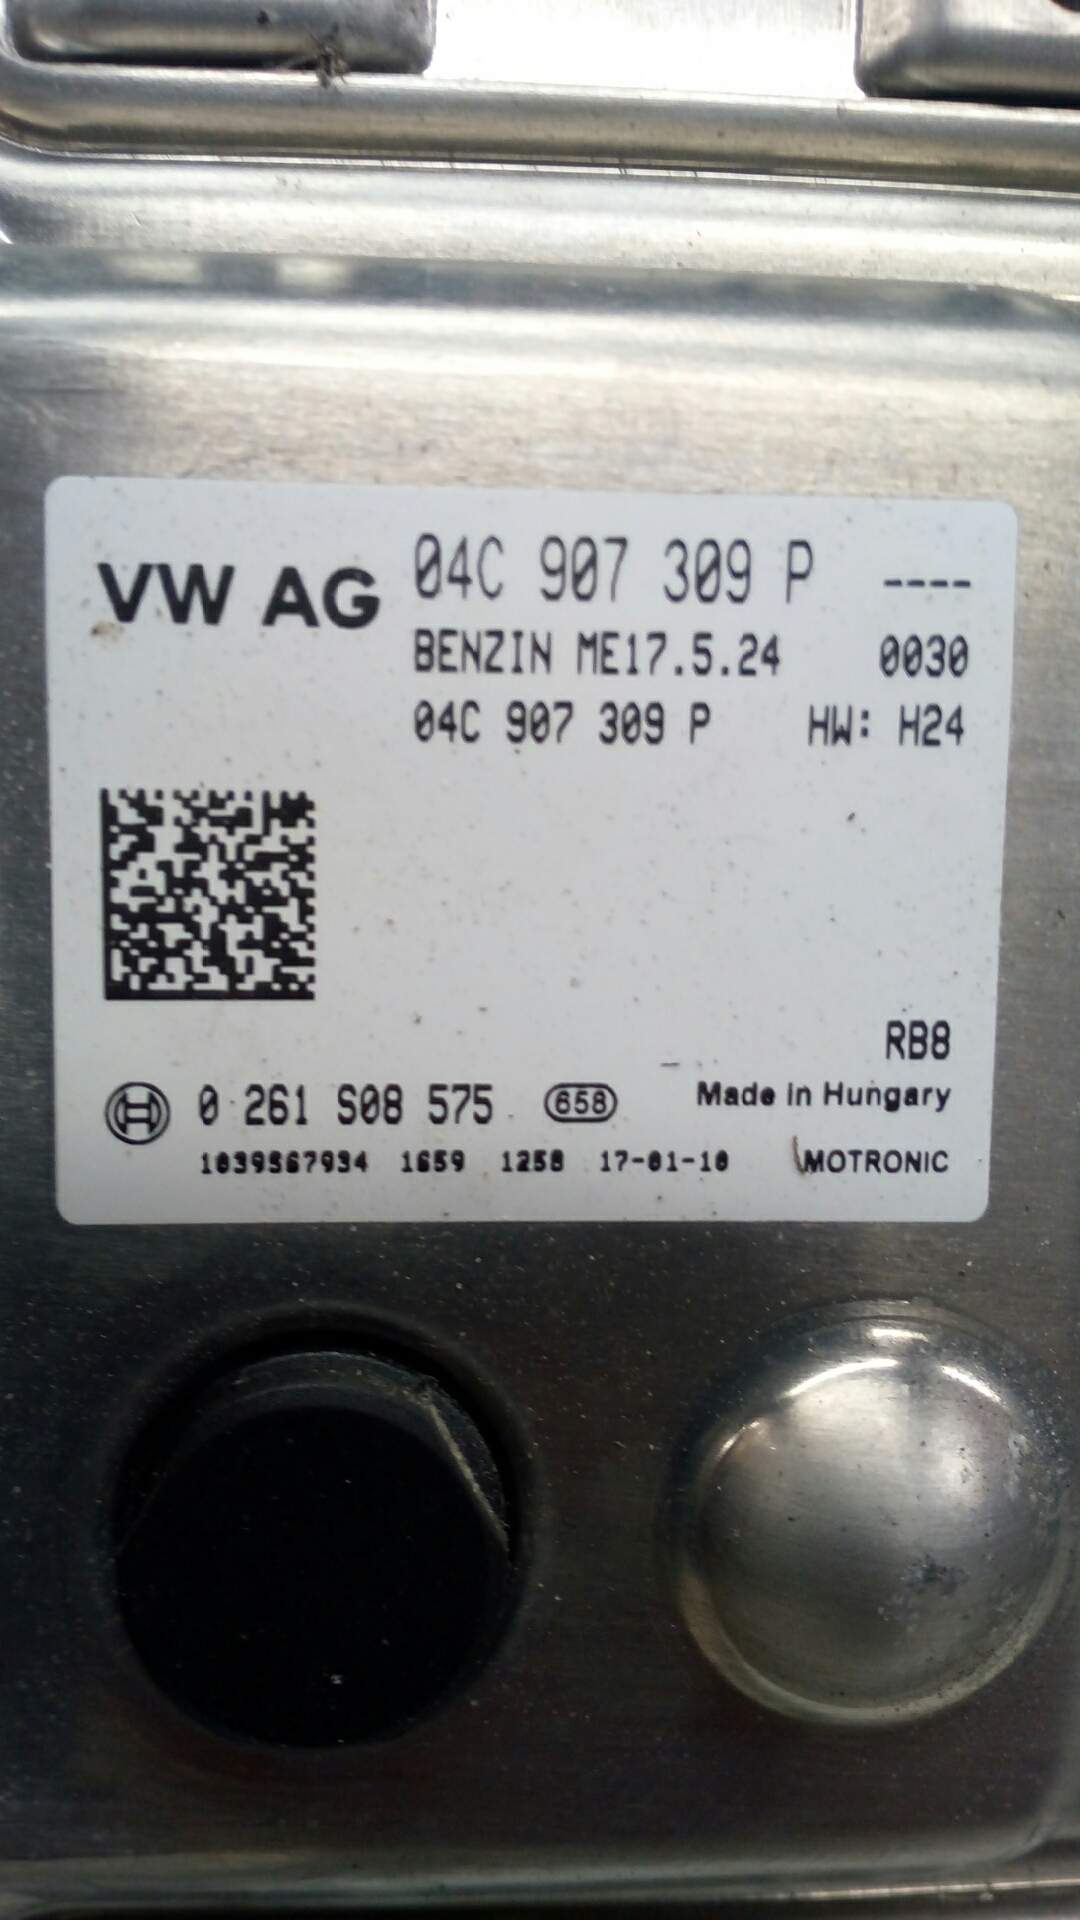 VW AG 04C 907 309 P ----
BENZIN ME17.5.24 0030
04C 907 309 P HW: H24
RB8
0 261 S08 575 658 Made in Hungary
1039567934 1659 1258 17-01-10 MOTRONIC